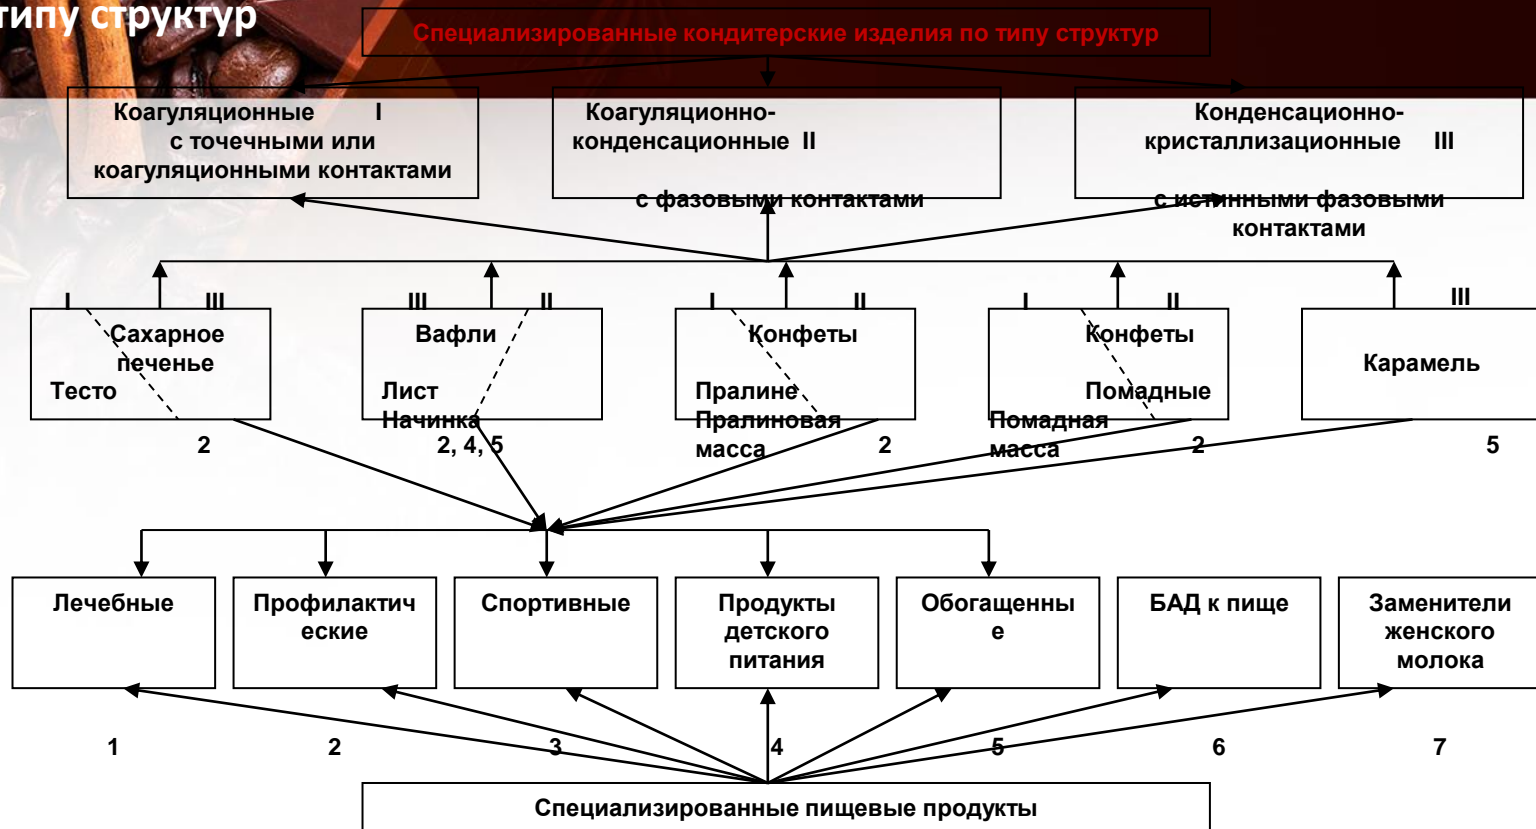 типу структур
Специализированные кондитерские изделия по типу структур
Коагуляционные I
с точечными или
коагуляционными контактами
Коагуляционно-
конденсационные II
с фазовыми контактами
Конденсационно-
кристаллизационные III
с истинными фазовыми
контактами
I III
Сахарное
печенье
Тесто
2
III II
Вафли
Лист
Начинка
2, 4, 5
I II
Конфеты
Пралине
Пралиновая
масса
2
I II
Конфеты
Помадные
Помадная
масса
2
III
Карамель
5
Лечебные
Профилактич
еские
Спортивные
Продукты
детского
питания
Обогащенны
е
БАД к пище
Заменители
женского
молока
1 2 3 4 5 6 7
Специализированные пищевые продукты